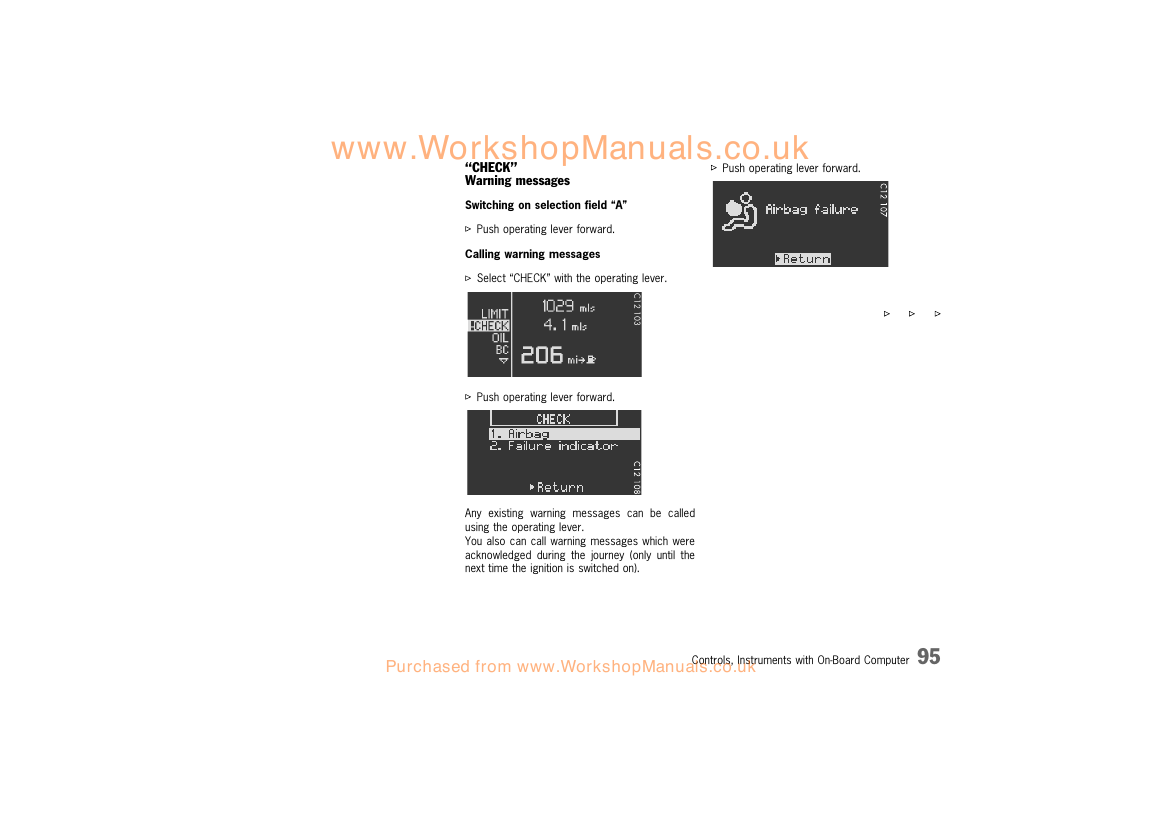 www.WorkshopManuals.co.uk
“CHECK”
Warning messages
Switching on selection field “A”
▷ Push operating lever forward.
Calling warning messages
▷ Select “CHECK” with the operating lever.
LIMIT
!CHECK
OIL
BC
1029 mls
4.1 mls
206 mi→
C12 103
▷ Push operating lever forward.
CHECK
1. Airbag
2. Failure indicator
Return
C12 108
Any existing warning messages can be called
using the operating lever.
You also can call warning messages which were
acknowledged during the journey (only until the
next time the ignition is switched on).
▷ Push operating lever forward.
Airbag failure
Return
C12 107
▷ ▷ ▷
Controls, Instruments with On-Board Computer 95
Purchased from www.WorkshopManuals.co.uk